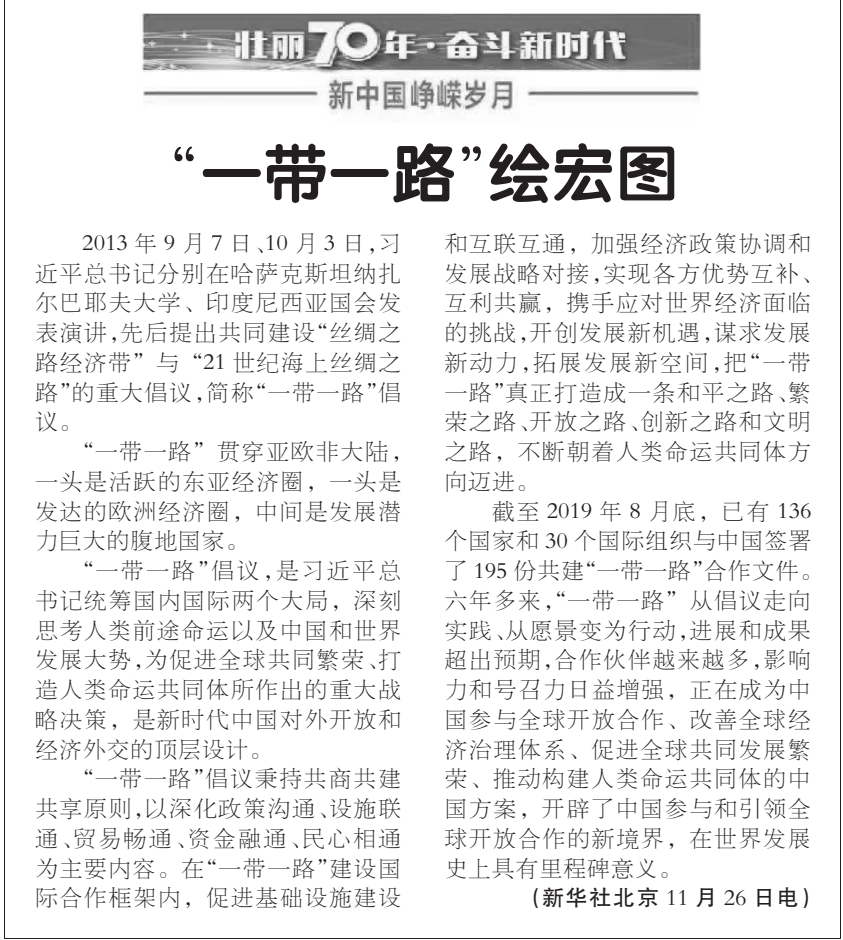 壮丽70年·奋斗新时代
新中国峥嵘岁月
“一带一路”绘宏图
2013 年 9 月 7 日、10 月 3 日，习
近平总书记分别在哈萨克斯坦纳扎
尔巴耶夫大学、印度尼西亚国会发
表演讲，先后提出共同建设“丝绸之
路经济带”与“21 世纪海上丝绸之
路”的重大倡议，简称“一带一路”倡
议。
“一带一路”贯穿亚欧非大陆，
一头是活跃的东亚经济圈，一头是
发达的欧洲经济圈，中间是发展潜
力巨大的腹地国家。
“一带一路”倡议，是习近平总
书记统筹国内国际两个大局，深刻
思考人类前途命运以及中国和世界
发展大势，为促进全球共同繁荣、打
造人类命运共同体所作出的重大战
略决策，是新时代中国对外开放和
经济外交的顶层设计。
“一带一路”倡议秉持共商共建
共享原则，以深化政策沟通、设施联
通、贸易畅通、资金融通、民心相通
为主要内容。在“一带一路”建设国
际合作框架内，促进基础设施建设
和互联互通，加强经济政策协调和
发展战略对接，实现各方优势互补、
互利共赢，携手应对世界经济面临
的挑战，开创发展新机遇，谋求发展
新动力，拓展发展新空间，把“一带
一路”真正打造成一条和平之路、繁
荣之路、开放之路、创新之路和文明
之路，不断朝着人类命运共同体方
向迈进。
截至 2019 年 8 月底，已有 136
个国家和 30 个国际组织与中国签署
了 195 份共建“一带一路”合作文件。
六年多来，“一带一路”从倡议走向
实践、从愿景变为行动，进展和成果
超出预期，合作伙伴越来越多，影响
力和号召力日益增强，正在成为中
国参与全球开放合作、改善全球经
济治理体系、促进全球共同发展繁
荣、推动构建人类命运共同体的中
国方案，开辟了中国参与和引领全
球开放合作的新境界，在世界发展
史上具有里程碑意义。
（新华社北京 11 月 26 日电）